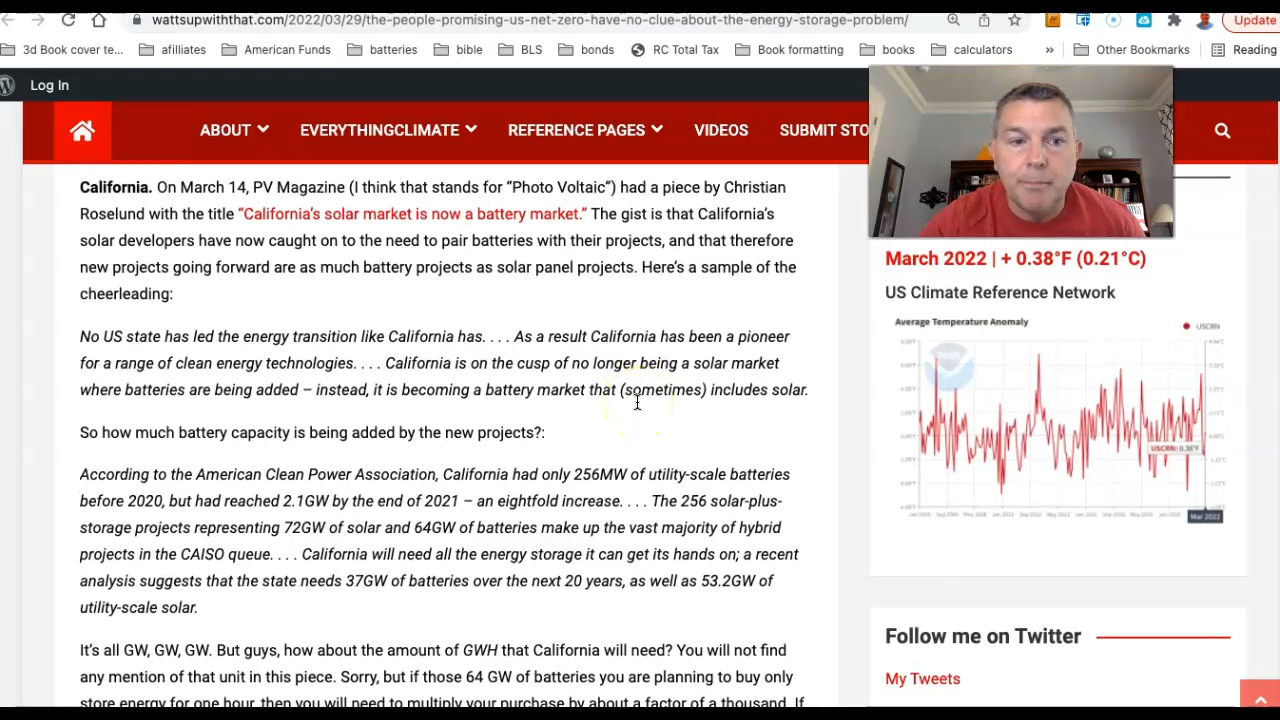 wattsupwiththat.com/2022/03/29/the-people-promising-us-net-zero-have-no-clue-about-the-energy-storage-problem/
Update
3d Book cover te...
afilliates
American Funds
batteries
bible
BLS
bonds
RC Total Tax
Book formatting
books
calculators
»
Other Bookmarks
Reading
Log In
ABOUT
EVERYTHINGCLIMATE
REFERENCE PAGES
VIDEOS
SUBMIT STO
California. On March 14, PV Magazine (I think that stands for “Photo Voltaic”) had a piece by Christian
Roselund with the title “California’s solar market is now a battery market.” The gist is that California’s
solar developers have now caught on to the need to pair batteries with their projects, and that therefore
new projects going forward are as much battery projects as solar panel projects. Here’s a sample of the
cheerleading:
No US state has led the energy transition like California has. . . . As a result California has been a pioneer
for a range of clean energy technologies. . . . California is on the cusp of no longer being a solar market
where batteries are being added – instead, it is becoming a battery market that (sometimes) includes solar.
So how much battery capacity is being added by the new projects?:
According to the American Clean Power Association, California had only 256MW of utility-scale batteries
before 2020, but had reached 2.1GW by the end of 2021 – an eightfold increase. . . . The 256 solar-plus-
storage projects representing 72GW of solar and 64GW of batteries make up the vast majority of hybrid
projects in the CAISO queue. . . . California will need all the energy storage it can get its hands on; a recent
analysis suggests that the state needs 37GW of batteries over the next 20 years, as well as 53.2GW of
utility-scale solar.
It’s all GW, GW, GW. But guys, how about the amount of GWH that California will need? You will not find
any mention of that unit in this piece. Sorry, but if those 64 GW of batteries you are planning to buy only
store energy for one hour, then you will need to multiply your purchase by about a factor of a thousand. If
March 2022 | + 0.38°F (0.21°C)
US Climate Reference Network
Average Temperature Anomaly
USCRN
USCRN: 0.38°F
Mar 2022
Follow me on Twitter
My Tweets